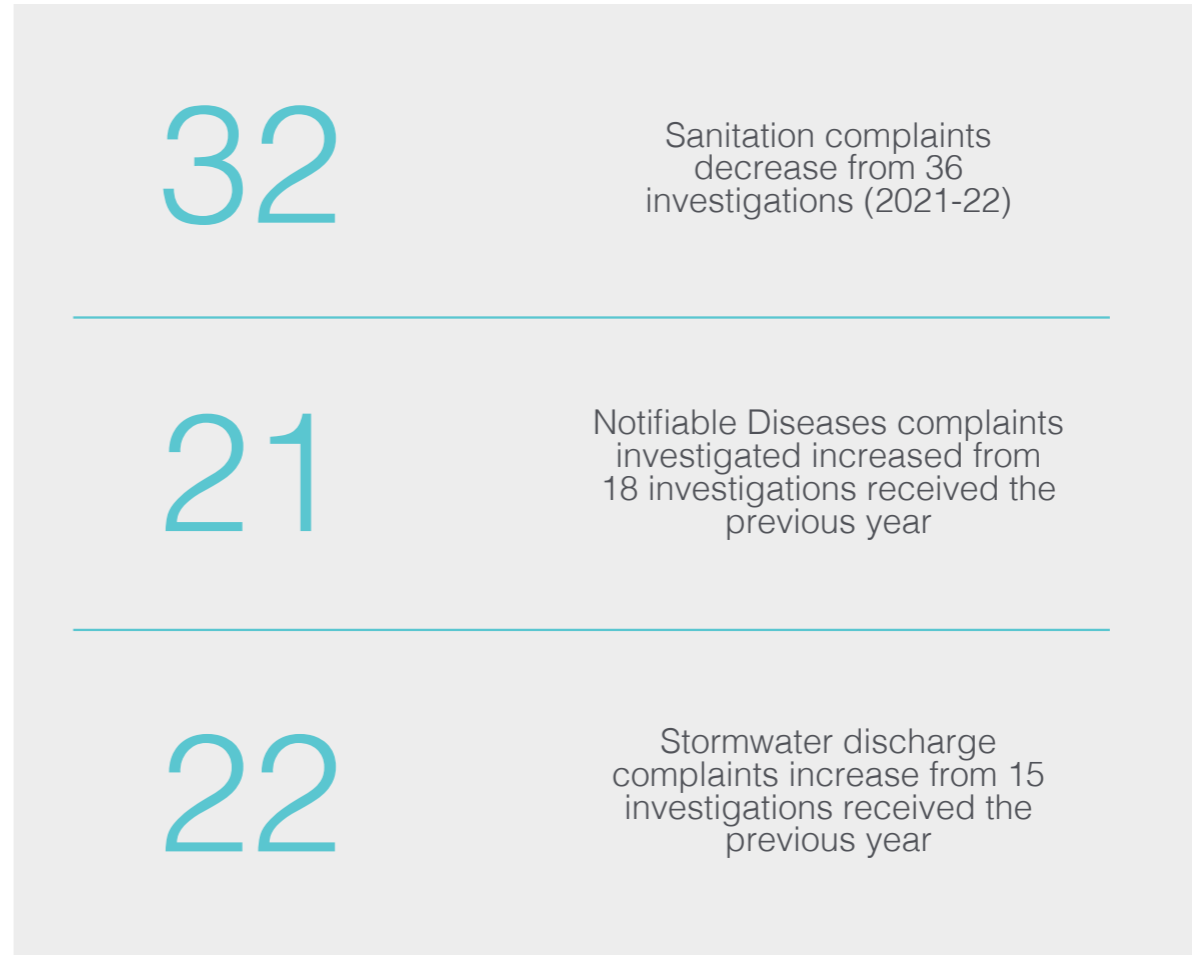 32
Sanitation complaints
decrease from 36
investigations (2021-22)
21
Notifiable Diseases complaints
investigated increased from
18 investigations received the
previous year
22
Stormwater discharge
complaints increase from 15
investigations received the
previous year